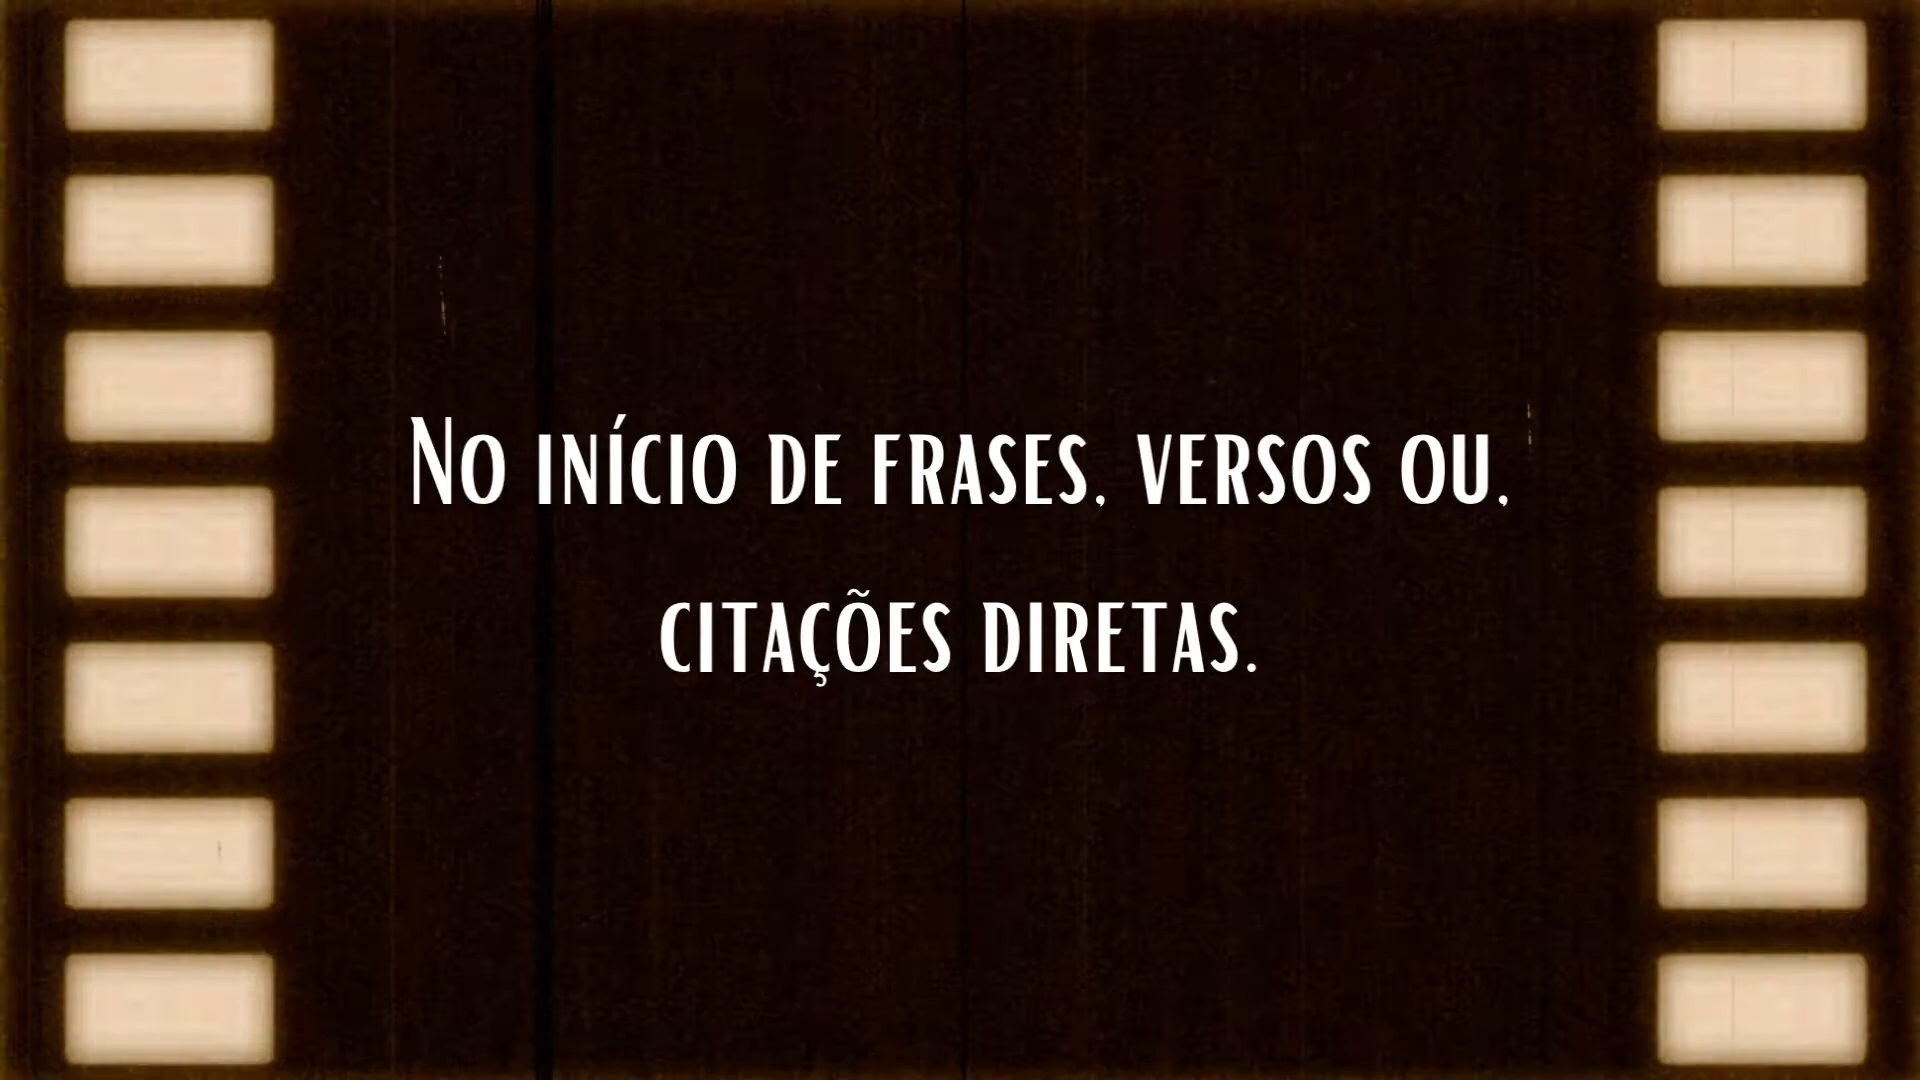 No início de frases, versos ou,
citações diretas.